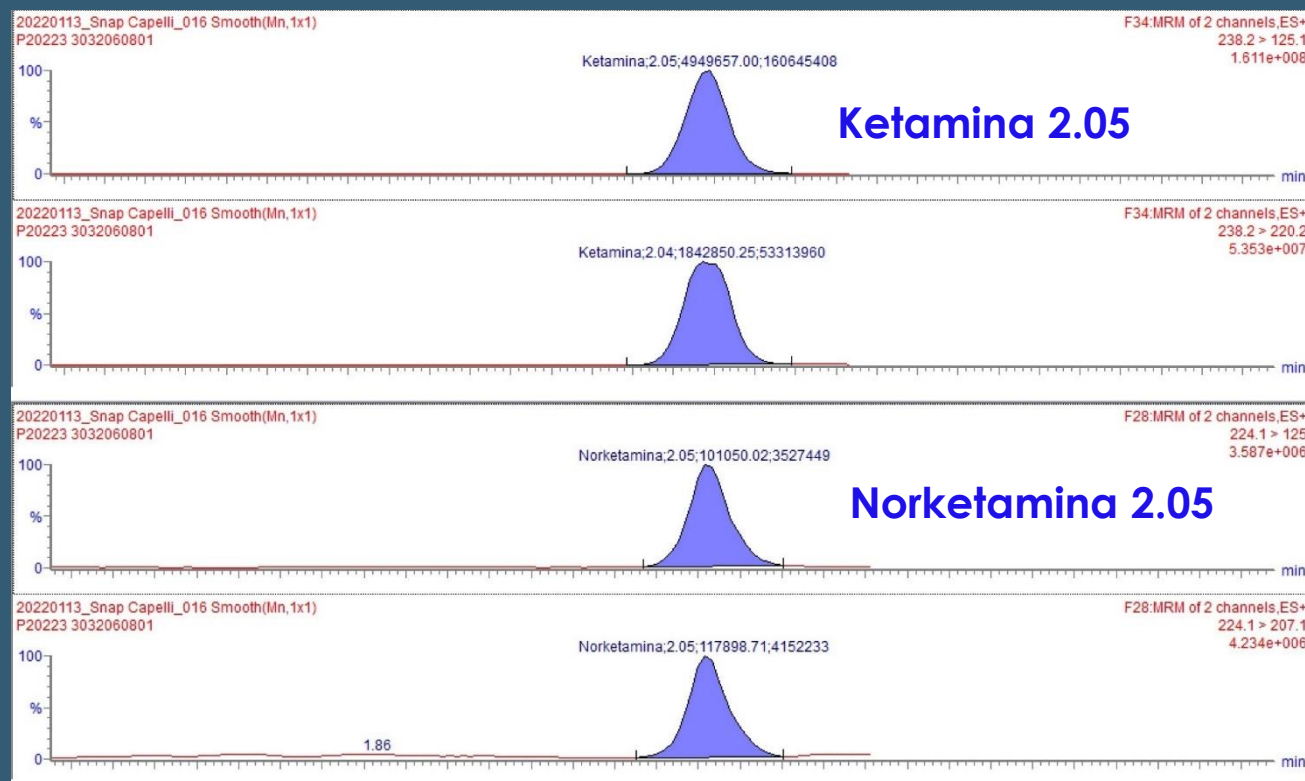 20220113_Snap Capelli_016 Smooth(Mn,1x1)
F34:MRM of 2 channels,ES+
P20223 3032060801
238.2 > 125.1
1.611e+008
Ketamina;2.05;4949657.00;160645408
100
%
0
min
Ketamina 2.05
20220113_Snap Capelli_016 Smooth(Mn,1x1)
F34:MRM of 2 channels,ES+
P20223 3032060801
238.2 > 220.2
5.353e+007
Ketamina;2.04;1842850.25;53313960
100
%
0
min
20220113_Snap Capelli_016 Smooth(Mn,1x1)
F28:MRM of 2 channels,ES+
P20223 3032060801
224.1 > 125
3.587e+006
Norketamina;2.05;101050.02;3527449
100
%
0
min
Norketamina 2.05
20220113_Snap Capelli_016 Smooth(Mn,1x1)
F28:MRM of 2 channels,ES+
P20223 3032060801
224.1 > 207.1
4.234e+006
Norketamina;2.05;117898.71;4152233
100
%
1.86
0
min